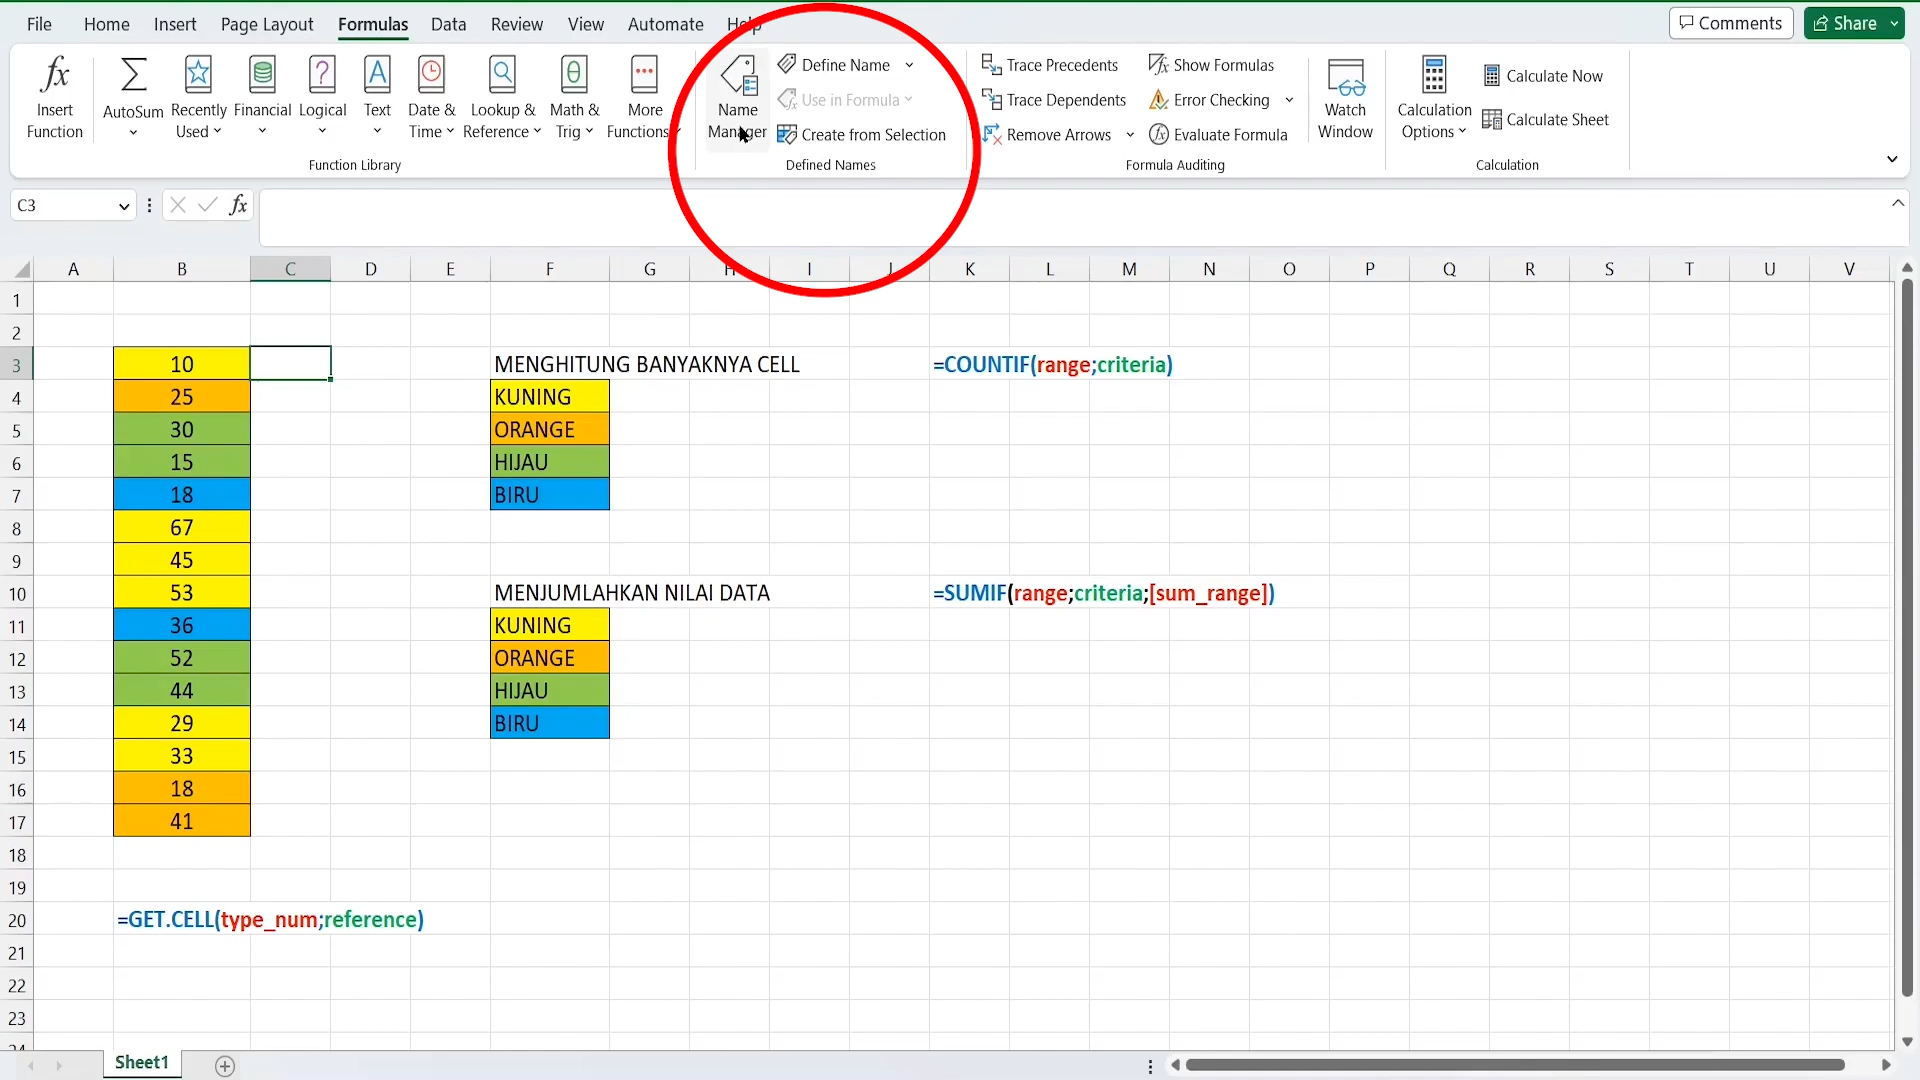 File Home Insert Page Layout Formulas Data Review View Automate Help Comments Share
Insert Function
AutoSum
Recently Used
Financial
Logical
Text
Date & Time
Lookup & Reference
Math & Trig
More Functions
Function Library
Name Manager
Define Name
Use in Formula
Create from Selection
Defined Names
Trace Precedents
Trace Dependents
Remove Arrows
Show Formulas
Error Checking
Evaluate Formula
Formula Auditing
Watch Window
Calculation Options
Calculate Now
Calculate Sheet
Calculation
C3 fx
A B C D E F G H I J K L M N O P Q R S T U V
1
2
3 10 MENGHITUNG BANYAKNYA CELL =COUNTIF(range;criteria)
4 25 KUNING
5 30 ORANGE
6 15 HIJAU
7 18 BIRU
8 67
9 45
10 53 MENJUMLAHKAN NILAI DATA =SUMIF(range;criteria;[sum_range])
11 36 KUNING
12 52 ORANGE
13 44 HIJAU
14 29 BIRU
15 33
16 18
17 41
18
19
20 =GET.CELL(type_num;reference)
21
22
23
24
Sheet1